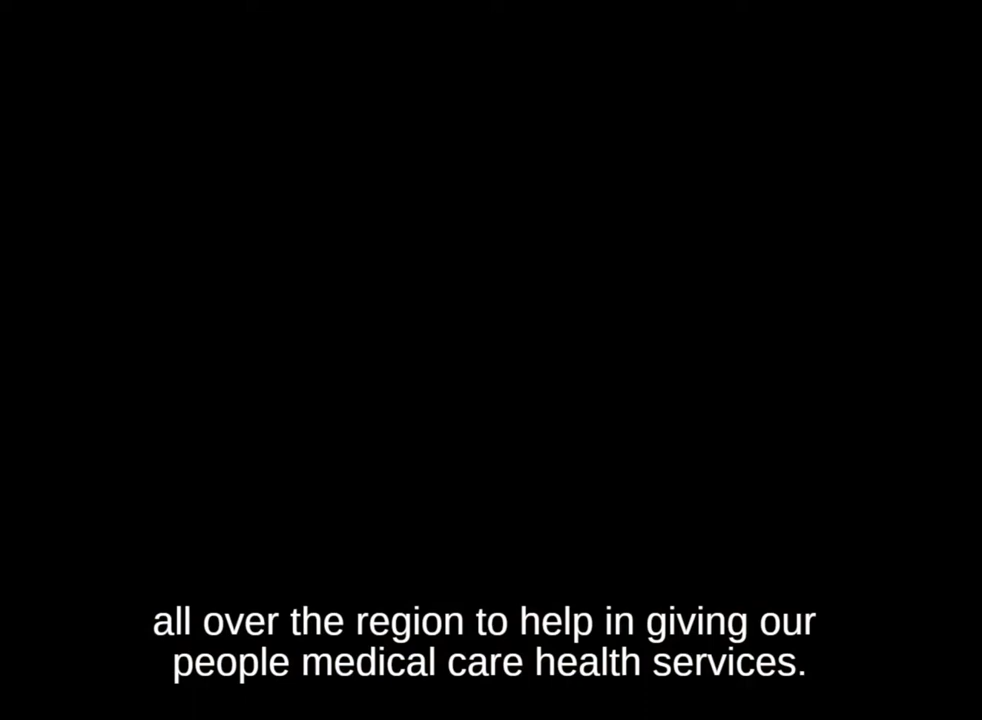 all over the region to help in giving our
people medical care health services.